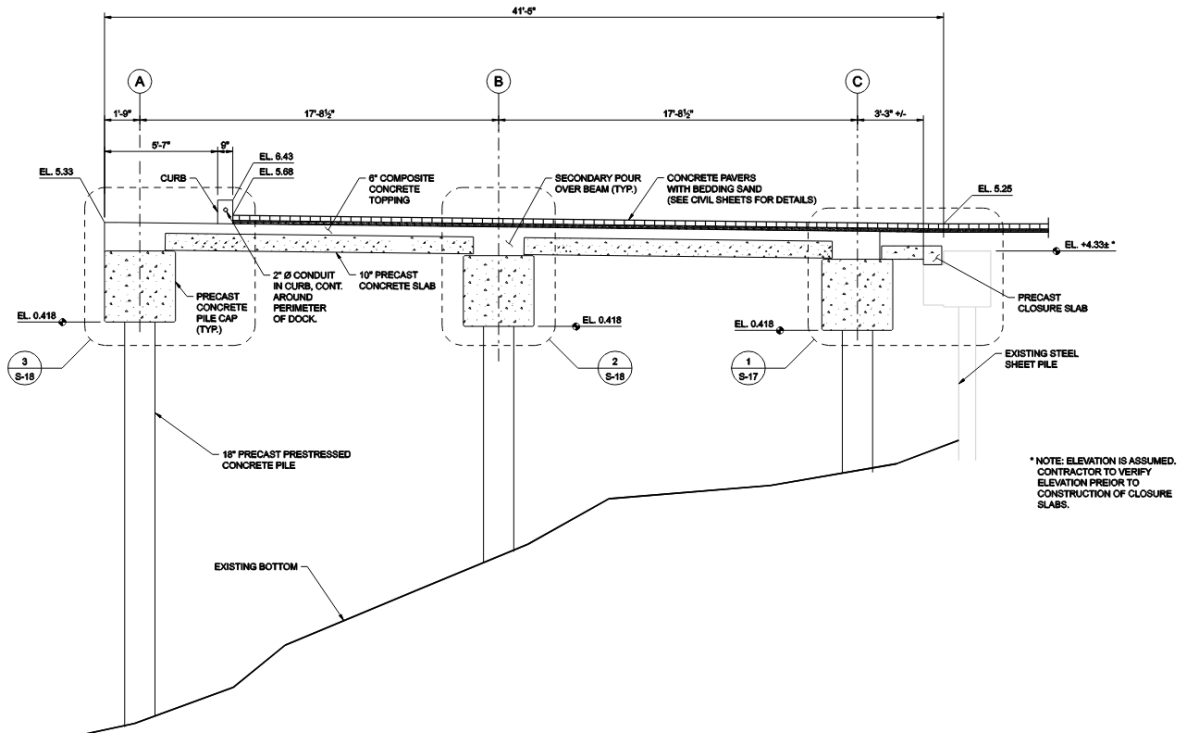 41'-5"
A
B
C
1'-9"
17'-8½"
17'-8½"
3'-3" +/-
5'-7"
9"
EL. 5.33
CURB
EL. 6.43
EL. 5.68
6" COMPOSITE
CONCRETE
TOPPING
SECONDARY POUR
OVER BEAM (TYP.)
CONCRETE PAVERS
WITH BEDDING SAND
(SEE CIVIL SHEETS FOR DETAILS)
EL. 5.25
EL. +4.33± *
2" Ø CONDUIT
IN CURB, CONT.
AROUND
PERIMETER
OF DOCK.
10" PRECAST
CONCRETE SLAB
PRECAST
CONCRETE
PILE CAP
(TYP.)
PRECAST
CLOSURE SLAB
EL. 0.418
EL. 0.418
EL. 0.418
3
S-18
2
S-18
1
S-17
EXISTING STEEL
SHEET PILE
18" PRECAST PRESTRESSED
CONCRETE PILE
* NOTE: ELEVATION IS ASSUMED.
CONTRACTOR TO VERIFY
ELEVATION PREIOR TO
CONSTRUCTION OF CLOSURE
SLABS.
EXISTING BOTTOM